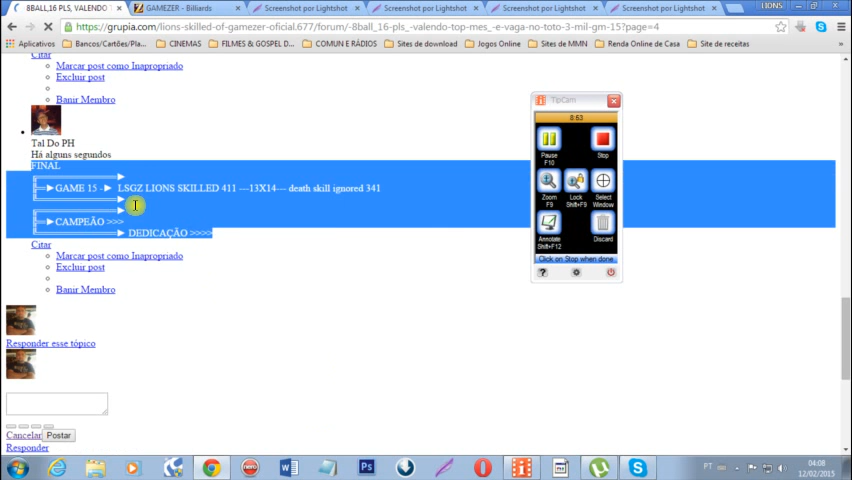 8BALL,16 PLS, VALENDO T
GAMEZER - Billiards
Screenshot por Lightshot
Screenshot por Lightshot
Screenshot por Lightshot
Screenshot por Lightshot
LIONS
https://grupia.com/lions-skilled-of-gamezer-oficial.677/forum/-8ball_16-pls_-valendo-top-mes_-e-vaga-no-toto-3-mil-gm-15?page=4
Aplicativos
Bancos/Cartões/Pla...
CINEMAS
FILMES & GOSPEL D...
COMUN E RÁDIOS
Sites de download
Jogos Online
Sites de MMN
Renda Online de Casa
Site de receitas
Citar
Marcar post como Inapropriado
Excluir post
Banir Membro
Tal Do PH
Há alguns segundos
FINAL
╔════════►
╠═►GAME 15 -► LSGZ LIONS SKILLED 411 ---13X14--- death skill ignored 341
╚════════►
╔════════►
╠═►CAMPEÃO >>>
╚════════► DEDICAÇÃO >>>>
Citar
Marcar post como Inapropriado
Excluir post
Banir Membro
Responder esse tópico
Cancelar Postar
Responder
TipCam
8:53
Pause
F10
Stop
Zoom
F9
Lock
Shift+F9
Select
Window
Annotate
Shift+F12
Discard
Click on Stop when done
PT
04:08
12/02/2015